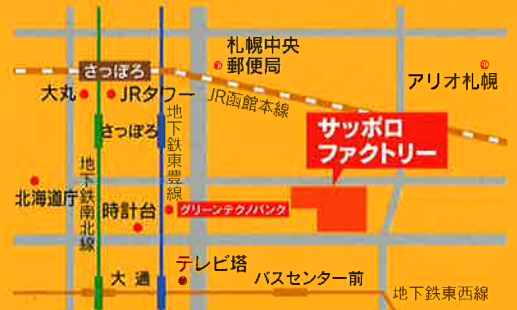 札幌中央
郵便局
さっぽろ
アリオ札幌
大丸
JRタワー
JR函館本線
サッポロ
ファクトリー
さっぽろ
地下鉄東豊線
地下鉄南北線
北海道庁
時計台
グリーンテクノバンク
テレビ塔
大通
バスセンター前
地下鉄東西線